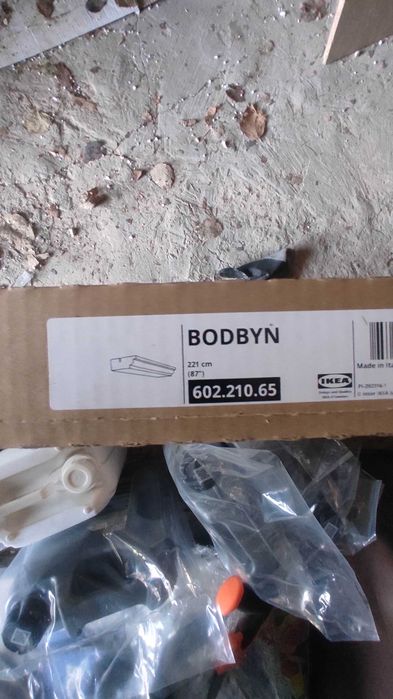 BODBYN
221 cm
(87")
602.210.65
IKEA
Made in Ita